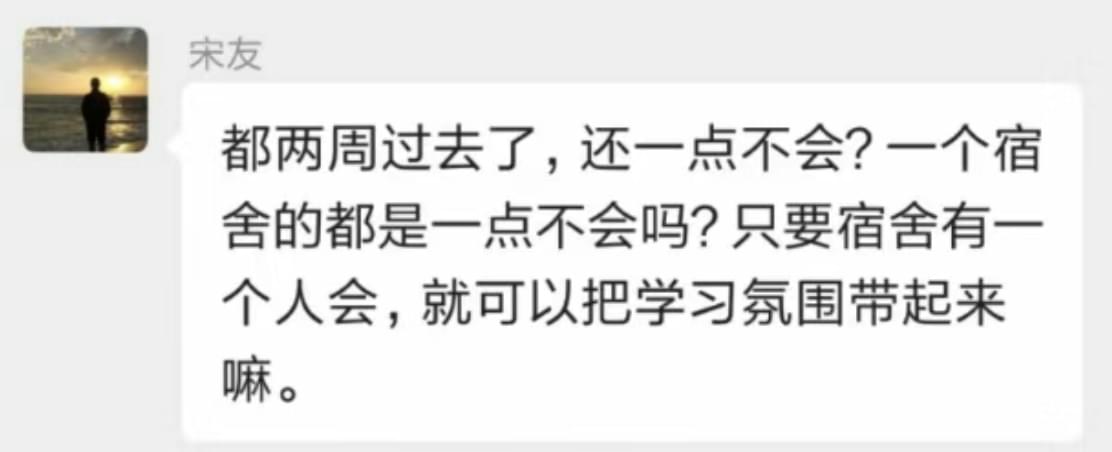 宋友
都两周过去了，还一点不会？一个宿
舍的都是一点不会吗？只要宿舍有一
个人会，就可以把学习氛围带起来
嘛。